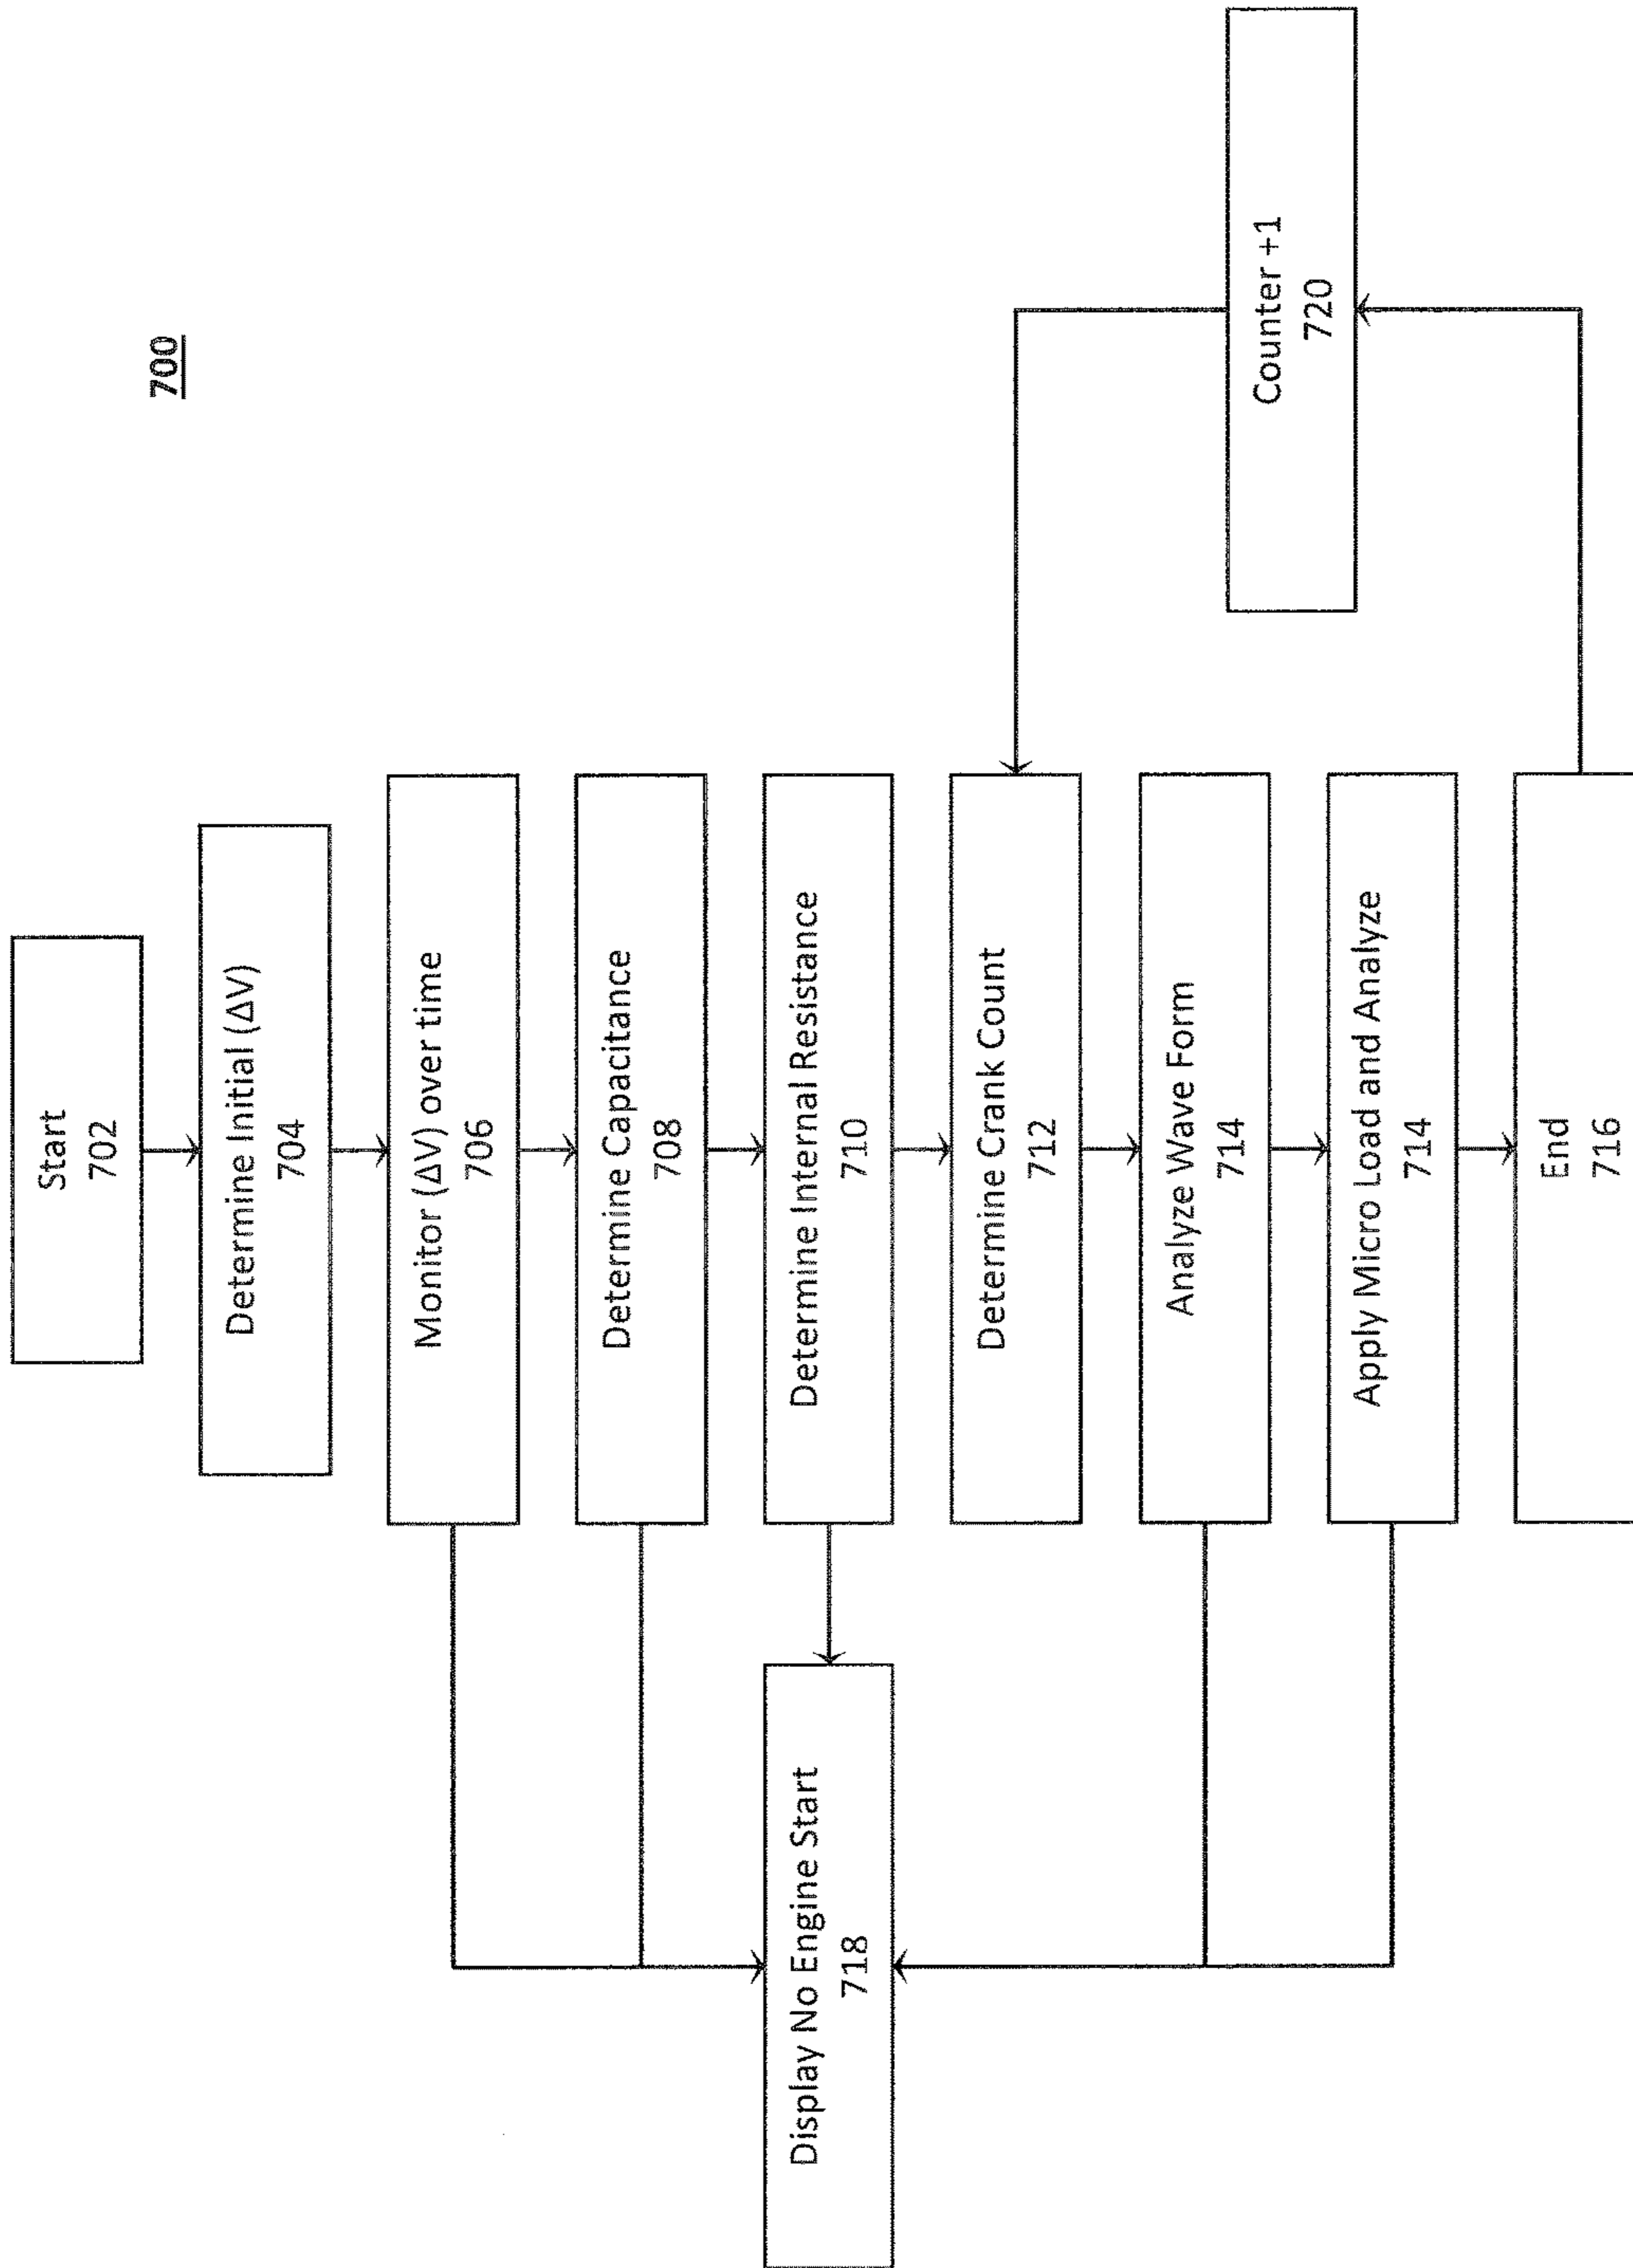 700
Start
702
Determine Initial (ΔV)
704
Monitor (ΔV) over time
706
Determine Capacitance
708
Determine Internal Resistance
710
Determine Crank Count
712
Analyze Wave Form
714
Apply Micro Load and Analyze
714
End
716
Display No Engine Start
718
Counter +1
720